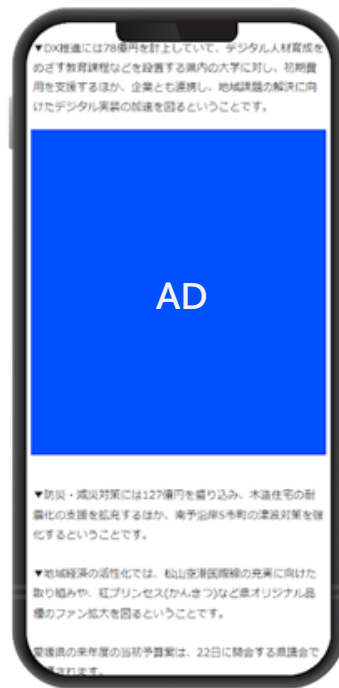 ▼DX推進には78億円を計上していて、デジタル人材育成を
めざす教育課程などを設置する県内の大学に対し、初期費
用を支援するほか、企業とも連携し、地域課題の解決に向
けたデジタル実装の加速を図るということです。
AD
▼防災・減災対策には127億円を盛り込み、木造住宅の耐
震化の支援を拡充するほか、南予沿岸5市町の津波対策を強
化するということです。
▼地域経済の活性化では、松山空港国際線の充実に向けた
取り組みや、紅プリンセス(かんきつ)など県オリジナル品
種のファン拡大を図るということです。
愛媛県の来年度の当初予算案は、22日に開会する県議会で
されます。